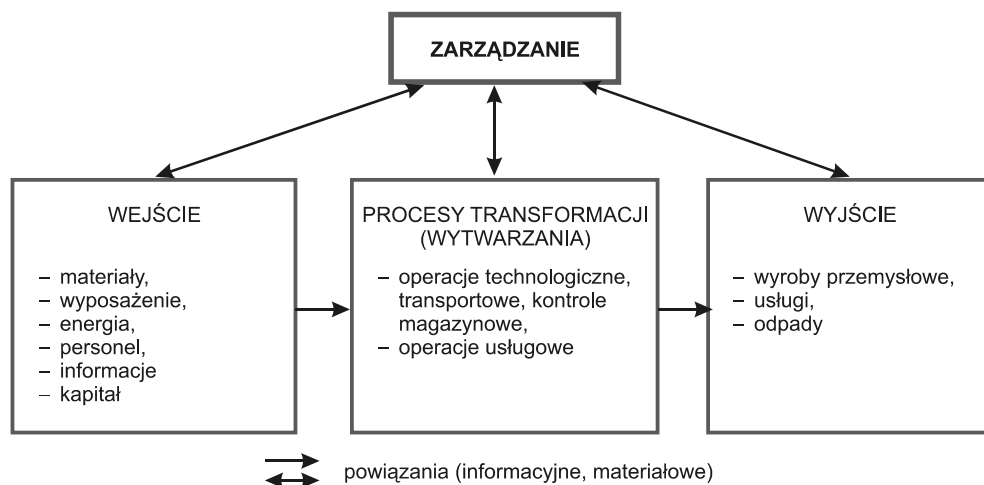 ZARZĄDZANIE
WEJŚCIE
– materiały,
– wyposażenie,
– energia,
– personel,
– informacje
– kapitał
PROCESY TRANSFORMACJI
(WYTWARZANIA)
– operacje technologiczne,
transportowe, kontrole
magazynowe,
– operacje usługowe
WYJŚCIE
– wyroby przemysłowe,
– usługi,
– odpady
powiązania (informacyjne, materiałowe)